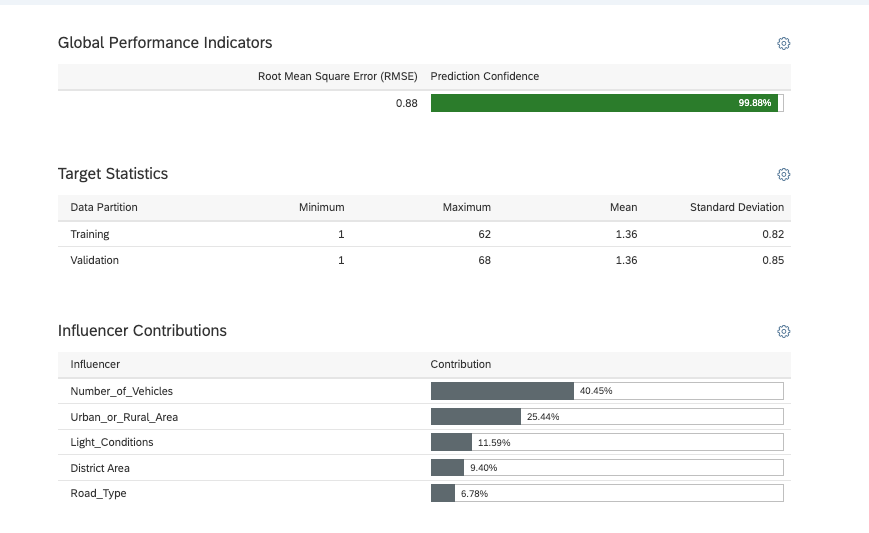 Global Performance Indicators
Root Mean Square Error (RMSE) Prediction Confidence
0.88 99.88%
Target Statistics
Data Partition Minimum Maximum Mean Standard Deviation
Training 1 62 1.36 0.82
Validation 1 68 1.36 0.85
Influencer Contributions
Influencer Contribution
Number_of_Vehicles 40.45%
Urban_or_Rural_Area 25.44%
Light_Conditions 11.59%
District Area 9.40%
Road_Type 6.78%